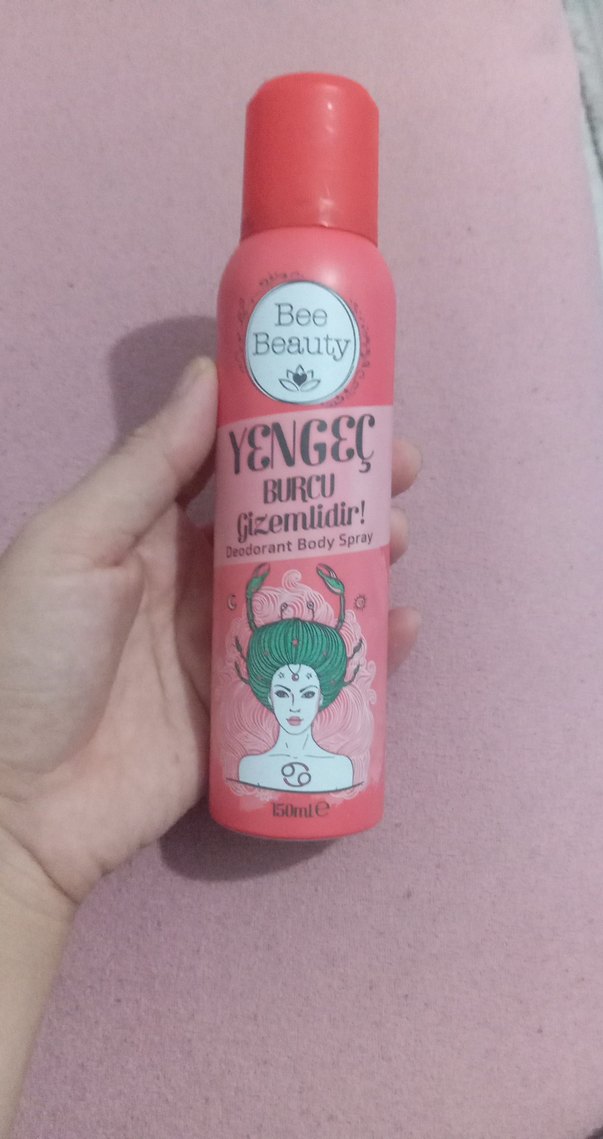 Bee
Beauty
YENGEÇ
BURCU
Gizemlidir!
Deodorant Body Spray
150ml e